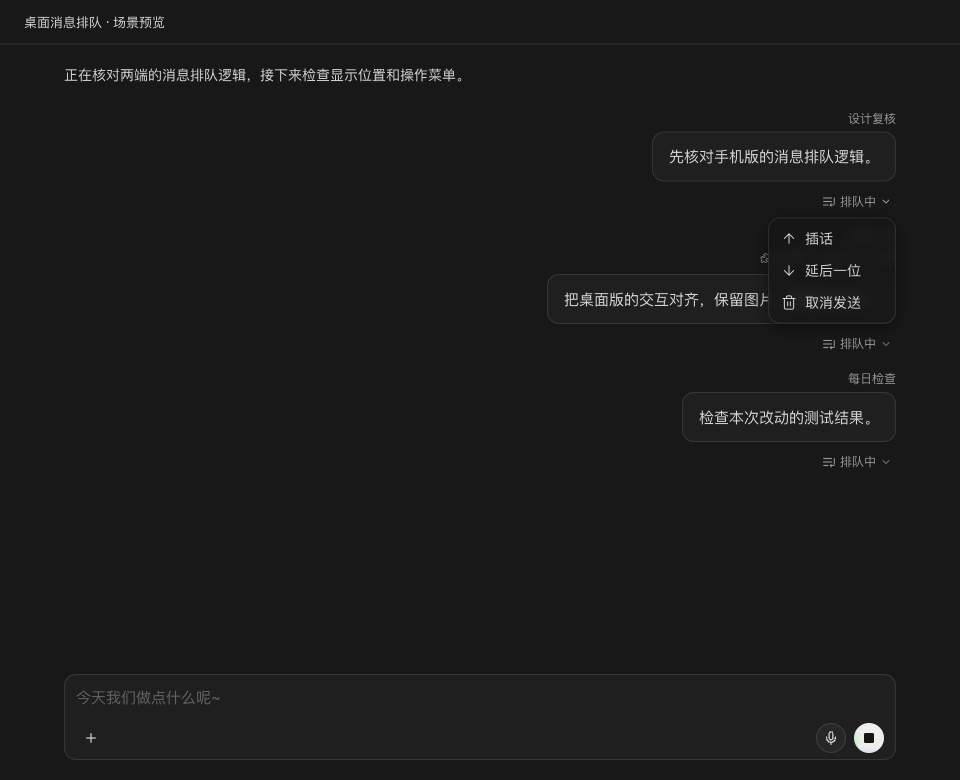 桌面消息排队 · 场景预览
正在核对两端的消息排队逻辑，接下来检查显示位置和操作菜单。
设计复核
先核对手机版的消息排队逻辑。
排队中
插话
延后一位
取消发送
把桌面版的交互对齐，保留图
排队中
每日检查
检查本次改动的测试结果。
排队中
今天我们做点什么呢~